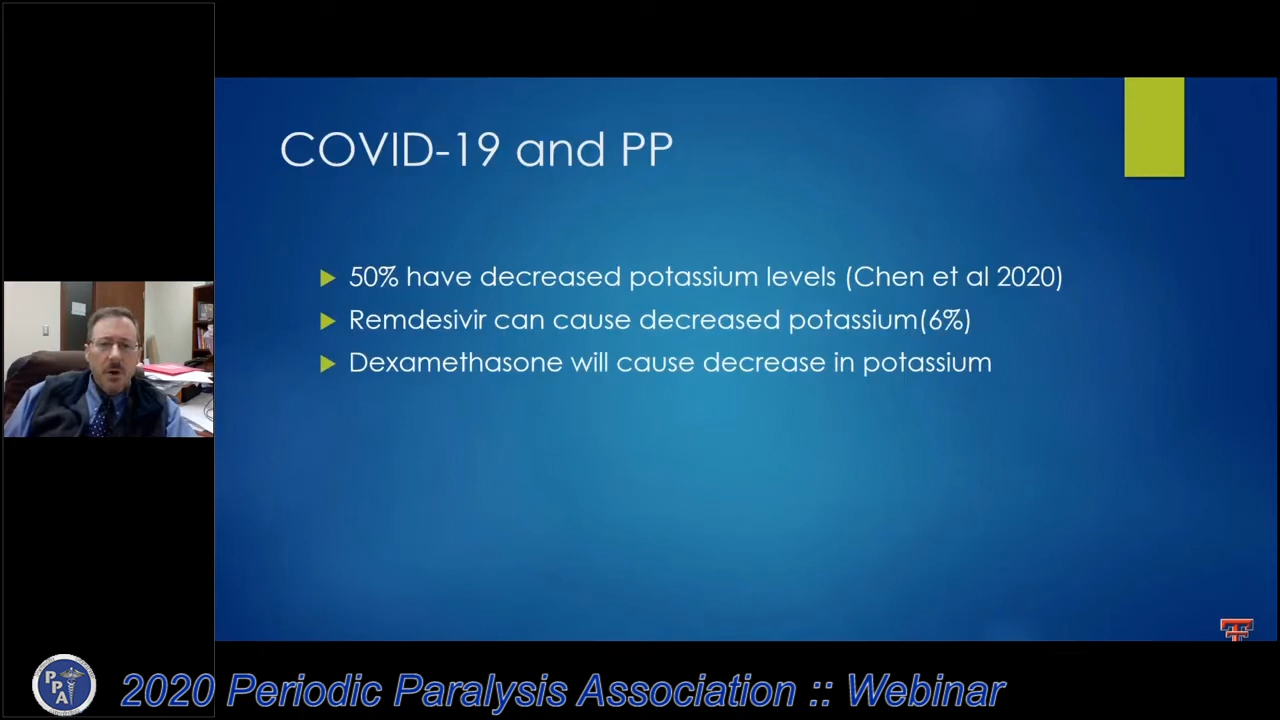 COVID-19 and PP
50% have decreased potassium levels (Chen et al 2020)
Remdesivir can cause decreased potassium(6%)
Dexamethasone will cause decrease in potassium
PPA
2020 Periodic Paralysis Association :: Webinar